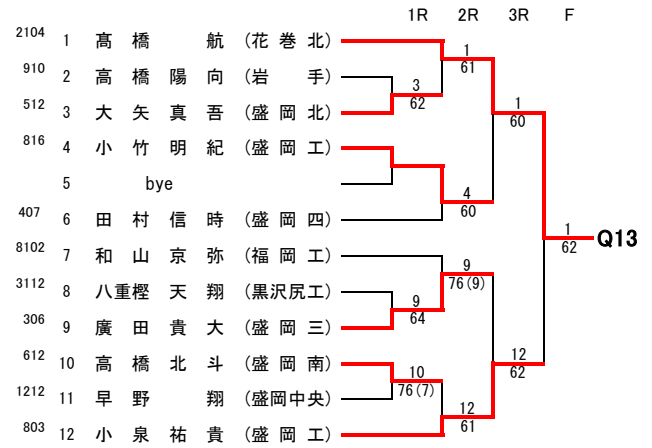 1R 2R 3R F
2104 1 髙 橋 航 (花 巻 北)
910 2 高 橋 陽 向 (岩 手)
512 3 大 矢 真 吾 (盛 岡 北)
816 4 小 竹 明 紀 (盛 岡 工)
5 bye
407 6 田 村 信 時 (盛 岡 四)
8102 7 和 山 京 弥 (福 岡 工)
3112 8 八重樫 天 翔 (黒沢尻工)
306 9 廣 田 貴 大 (盛 岡 三)
612 10 高 橋 北 斗 (盛 岡 南)
1212 11 早 野 翔 (盛岡中央)
803 12 小 泉 祐 貴 (盛 岡 工)
3
62
9
64
10
76(7)
1
61
4
60
9
76(9)
12
61
1
60
12
62
1
62
Q13